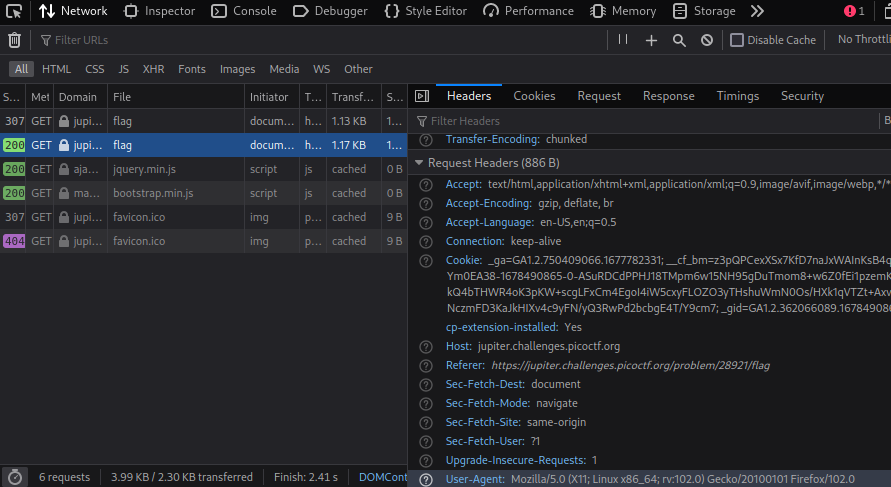 Network Inspector Console Debugger Style Editor Performance Memory Storage 1
Filter URLs Disable Cache No Throttli
All HTML CSS JS XHR Fonts Images Media WS Other
S... Met Domain File Initiator T... Transf... S...
307 GET jupi... flag docum... h... 1.13 KB 1...
200 GET jupi... flag docum... h... 1.17 KB 1...
200 GET aja... jquery.min.js script js cached 0 B
200 GET ma... bootstrap.min.js script js cached 0 B
307 GET jupi... favicon.ico img p... cached 9 B
404 GET jupi... favicon.ico img p... cached 9 B
6 requests 3.99 KB / 2.30 KB transferred Finish: 2.41 s DOMCont
Headers Cookies Request Response Timings Security
Filter Headers B
Transfer-Encoding: chunked
Request Headers (886 B)
Accept: text/html,application/xhtml+xml,application/xml;q=0.9,image/avif,image/webp,*/*
Accept-Encoding: gzip, deflate, br
Accept-Language: en-US,en;q=0.5
Connection: keep-alive
Cookie: _ga=GA1.2.750409066.1677782331; __cf_bm=z3pQPCexXSx7KfD7naJxWAInKsB4q
Ym0EA38-1678490865-0-ASuRDCdPPHJ18TMpm6w15NH95gDuTmom8+w6Z0fEi1pzemK
kQ4bTHWR4oK3pKW+scgLFxCm4EgoI4iW5cxyFLOZO3yTHshuWmN0Os/HXk1qVTZt+Axv
NczmFD3KaJkHIXv4c9yFN/yQ3RwPd2bcbgE4T/Y9cm7; _gid=GA1.2.362066089.167849086
cp-extension-installed: Yes
Host: jupiter.challenges.picoctf.org
Referer: https://jupiter.challenges.picoctf.org/problem/28921/flag
Sec-Fetch-Dest: document
Sec-Fetch-Mode: navigate
Sec-Fetch-Site: same-origin
Sec-Fetch-User: ?1
Upgrade-Insecure-Requests: 1
User-Agent: Mozilla/5.0 (X11; Linux x86_64; rv:102.0) Gecko/20100101 Firefox/102.0